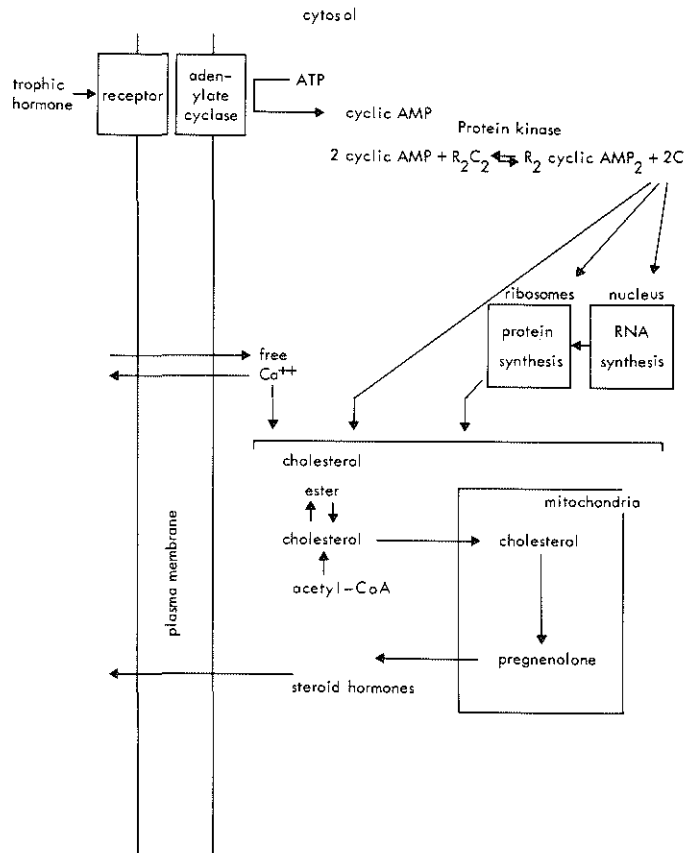 cytosol
trophic
hormone
receptor
aden-
ylate
cyclase
ATP
cyclic AMP
Protein kinase
2 cyclic AMP + R2C2 ⇌ R2 cyclic AMP2 + 2C
ribosomes
nucleus
protein
synthesis
RNA
synthesis
free
Ca++
cholesterol
ester
cholesterol
acetyl-CoA
mitochondria
cholesterol
pregnenolone
steroid hormones
plasma membrane